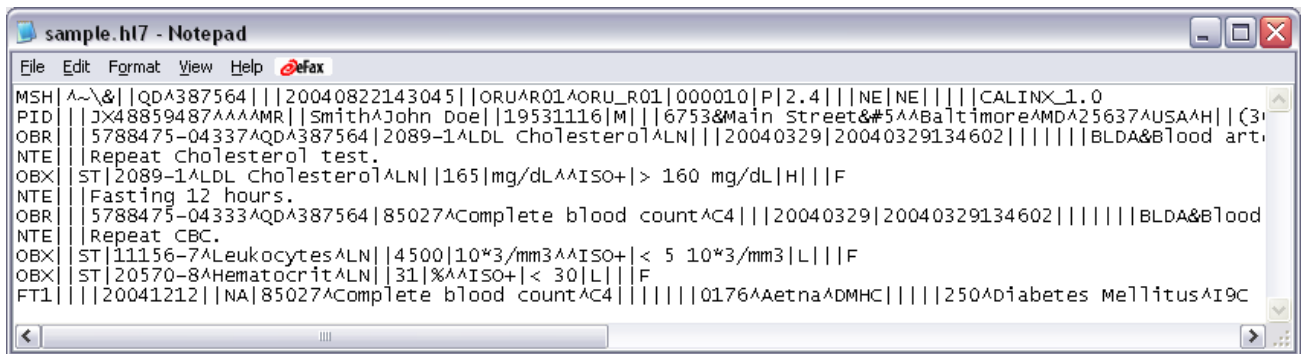 sample.hl7 - Notepad
File Edit Format View Help eFax
MSH|^~\&||QD^387564|||20040822143045||ORU^R01^ORU_R01|000010|P|2.4|||NE|NE|||||CALINX_1.0
PID|||JX48859487^^^^MR||Smith^John Doe||19531116|M|||6753&Main Street&#5^^Baltimore^MD^25637^USA^H||(3
OBR|||5788475-04337^QD^387564|2089-1^LDL Cholesterol^LN|||20040329|20040329134602|||||||BLDA&Blood art
NTE|||Repeat Cholesterol test.
OBX||ST|2089-1^LDL Cholesterol^LN||165|mg/dL^^ISO+|> 160 mg/dL|H|||F
NTE|||Fasting 12 hours.
OBR|||5788475-04333^QD^387564|85027^Complete blood count^C4|||20040329|20040329134602|||||||BLDA&Blood
NTE|||Repeat CBC.
OBX||ST|11156-7^Leukocytes^LN||4500|10*3/mm3^^ISO+|< 5 10*3/mm3|L|||F
OBX||ST|20570-8^Hematocrit^LN||31|%^^ISO+|< 30|L|||F
FT1||||20041212||NA|85027^Complete blood count^C4|||||||0176^Aetna^DMHC|||||250^Diabetes Mellitus^I9C